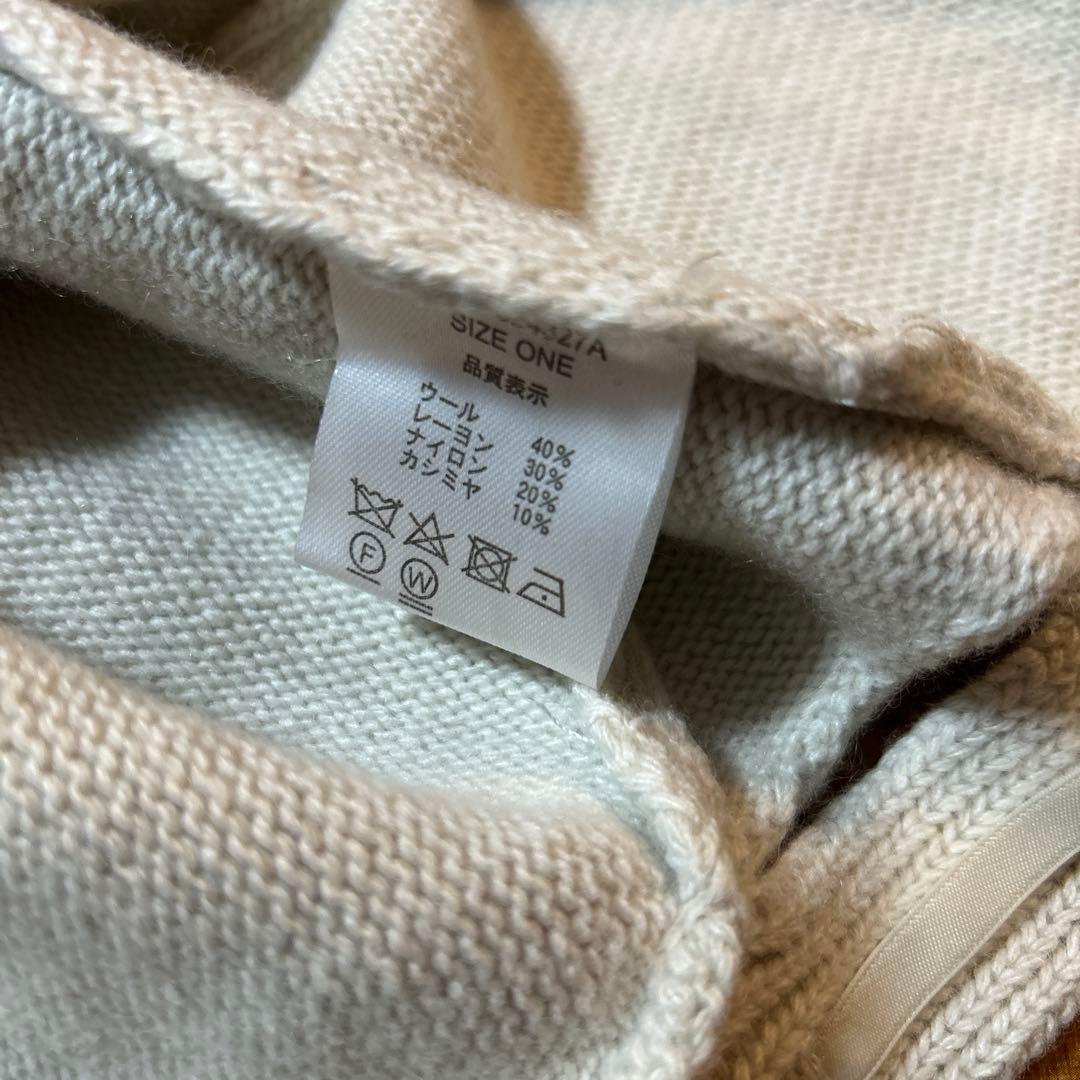 SIZE ONE
品質表示
ウール 40%
レーヨン 30%
ナイロン 20%
カシミヤ 10%
F
W